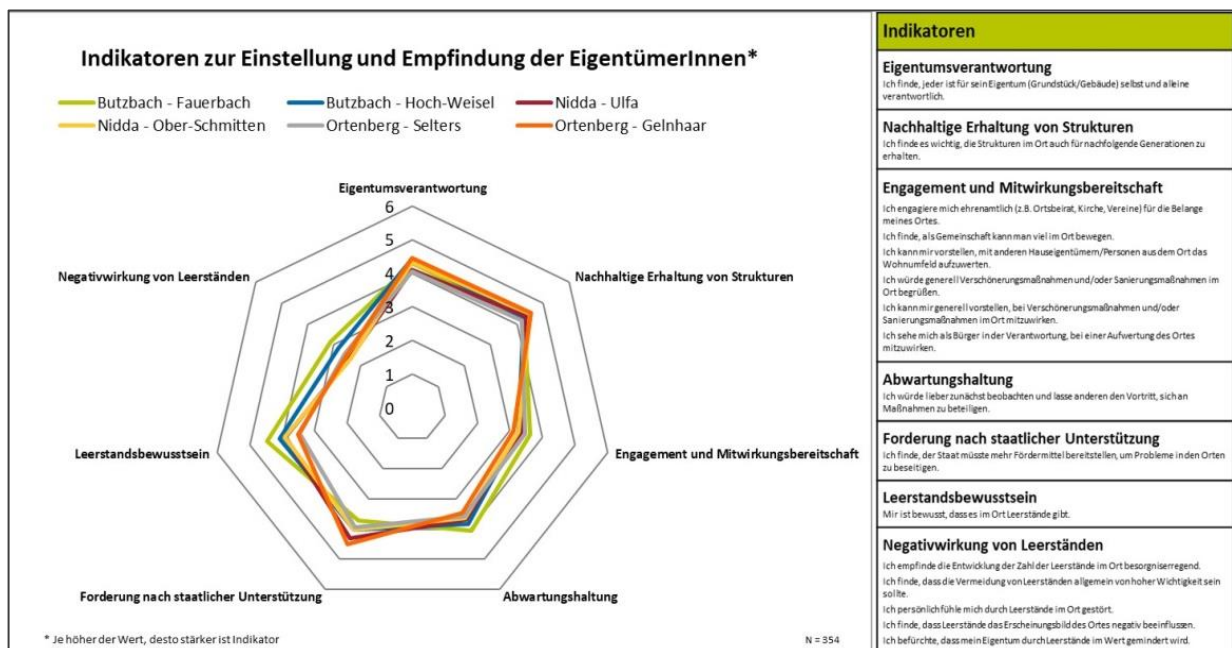 Indikatoren zur Einstellung und Empfindung der EigentümerInnen*
Butzbach - Fauerbach
Butzbach - Hoch-Weisel
Nidda - Ulfa
Nidda - Ober-Schmitten
Ortenberg - Selters
Ortenberg - Gelnhaar
Eigentumsverantwortung
6
5
4
3
2
1
0
Nachhaltige Erhaltung von Strukturen
Engagement und Mitwirkungsbereitschaft
Abwartungshaltung
Forderung nach staatlicher Unterstützung
Leerstandsbewusstsein
Negativwirkung von Leerständen
* Je höher der Wert, desto stärker ist Indikator
N = 354
Indikatoren
Eigentumsverantwortung
Ich finde, jeder ist für sein Eigentum (Grundstück/Gebäude) selbst und alleine
verantwortlich.
Nachhaltige Erhaltung von Strukturen
Ich finde es wichtig, die Strukturen im Ort auch für nachfolgende Generationen zu
erhalten.
Engagement und Mitwirkungsbereitschaft
Ich engagiere mich ehrenamtlich (z.B. Ortsbeirat, Kirche, Vereine) für die Belange
meines Ortes.
Ich finde, als Gemeinschaft kann man viel im Ort bewegen.
Ich kann mir vorstellen, mit anderen Hauseigentümern/Personen aus dem Ort das
Wohnumfeld aufzuwerten.
Ich würde generell Verschönerungsmaßnahmen und/oder Sanierungsmaßnahmen im
Ort begrüßen.
Ich kann mir generell vorstellen, bei Verschönerungsmaßnahmen und/oder
Sanierungsmaßnahmen im Ort mitzuwirken.
Ich sehe mich als Bürger in der Verantwortung, bei einer Aufwertung des Ortes
mitzuwirken.
Abwartungshaltung
Ich würde lieber zunächst beobachten und lasse anderen den Vortritt, sich an
Maßnahmen zu beteiligen.
Forderung nach staatlicher Unterstützung
Ich finde, der Staat müsste mehr Fördermittel bereitstellen, um Probleme in den Orten
zu beseitigen.
Leerstandsbewusstsein
Mir ist bewusst, dass es im Ort Leerstände gibt.
Negativwirkung von Leerständen
Ich empfinde die Entwicklung der Zahl der Leerstände im Ort besorgniserregend.
Ich finde, dass die Vermeidung von Leerständen allgemein von hoher Wichtigkeit sein
sollte.
Ich persönlich fühle mich durch Leerstände im Ort gestört.
Ich finde, dass Leerstände das Erscheinungsbild des Ortes negativ beeinflussen.
Ich befürchte, dass mein Eigentum durch Leerstände im Wert gemindert wird.